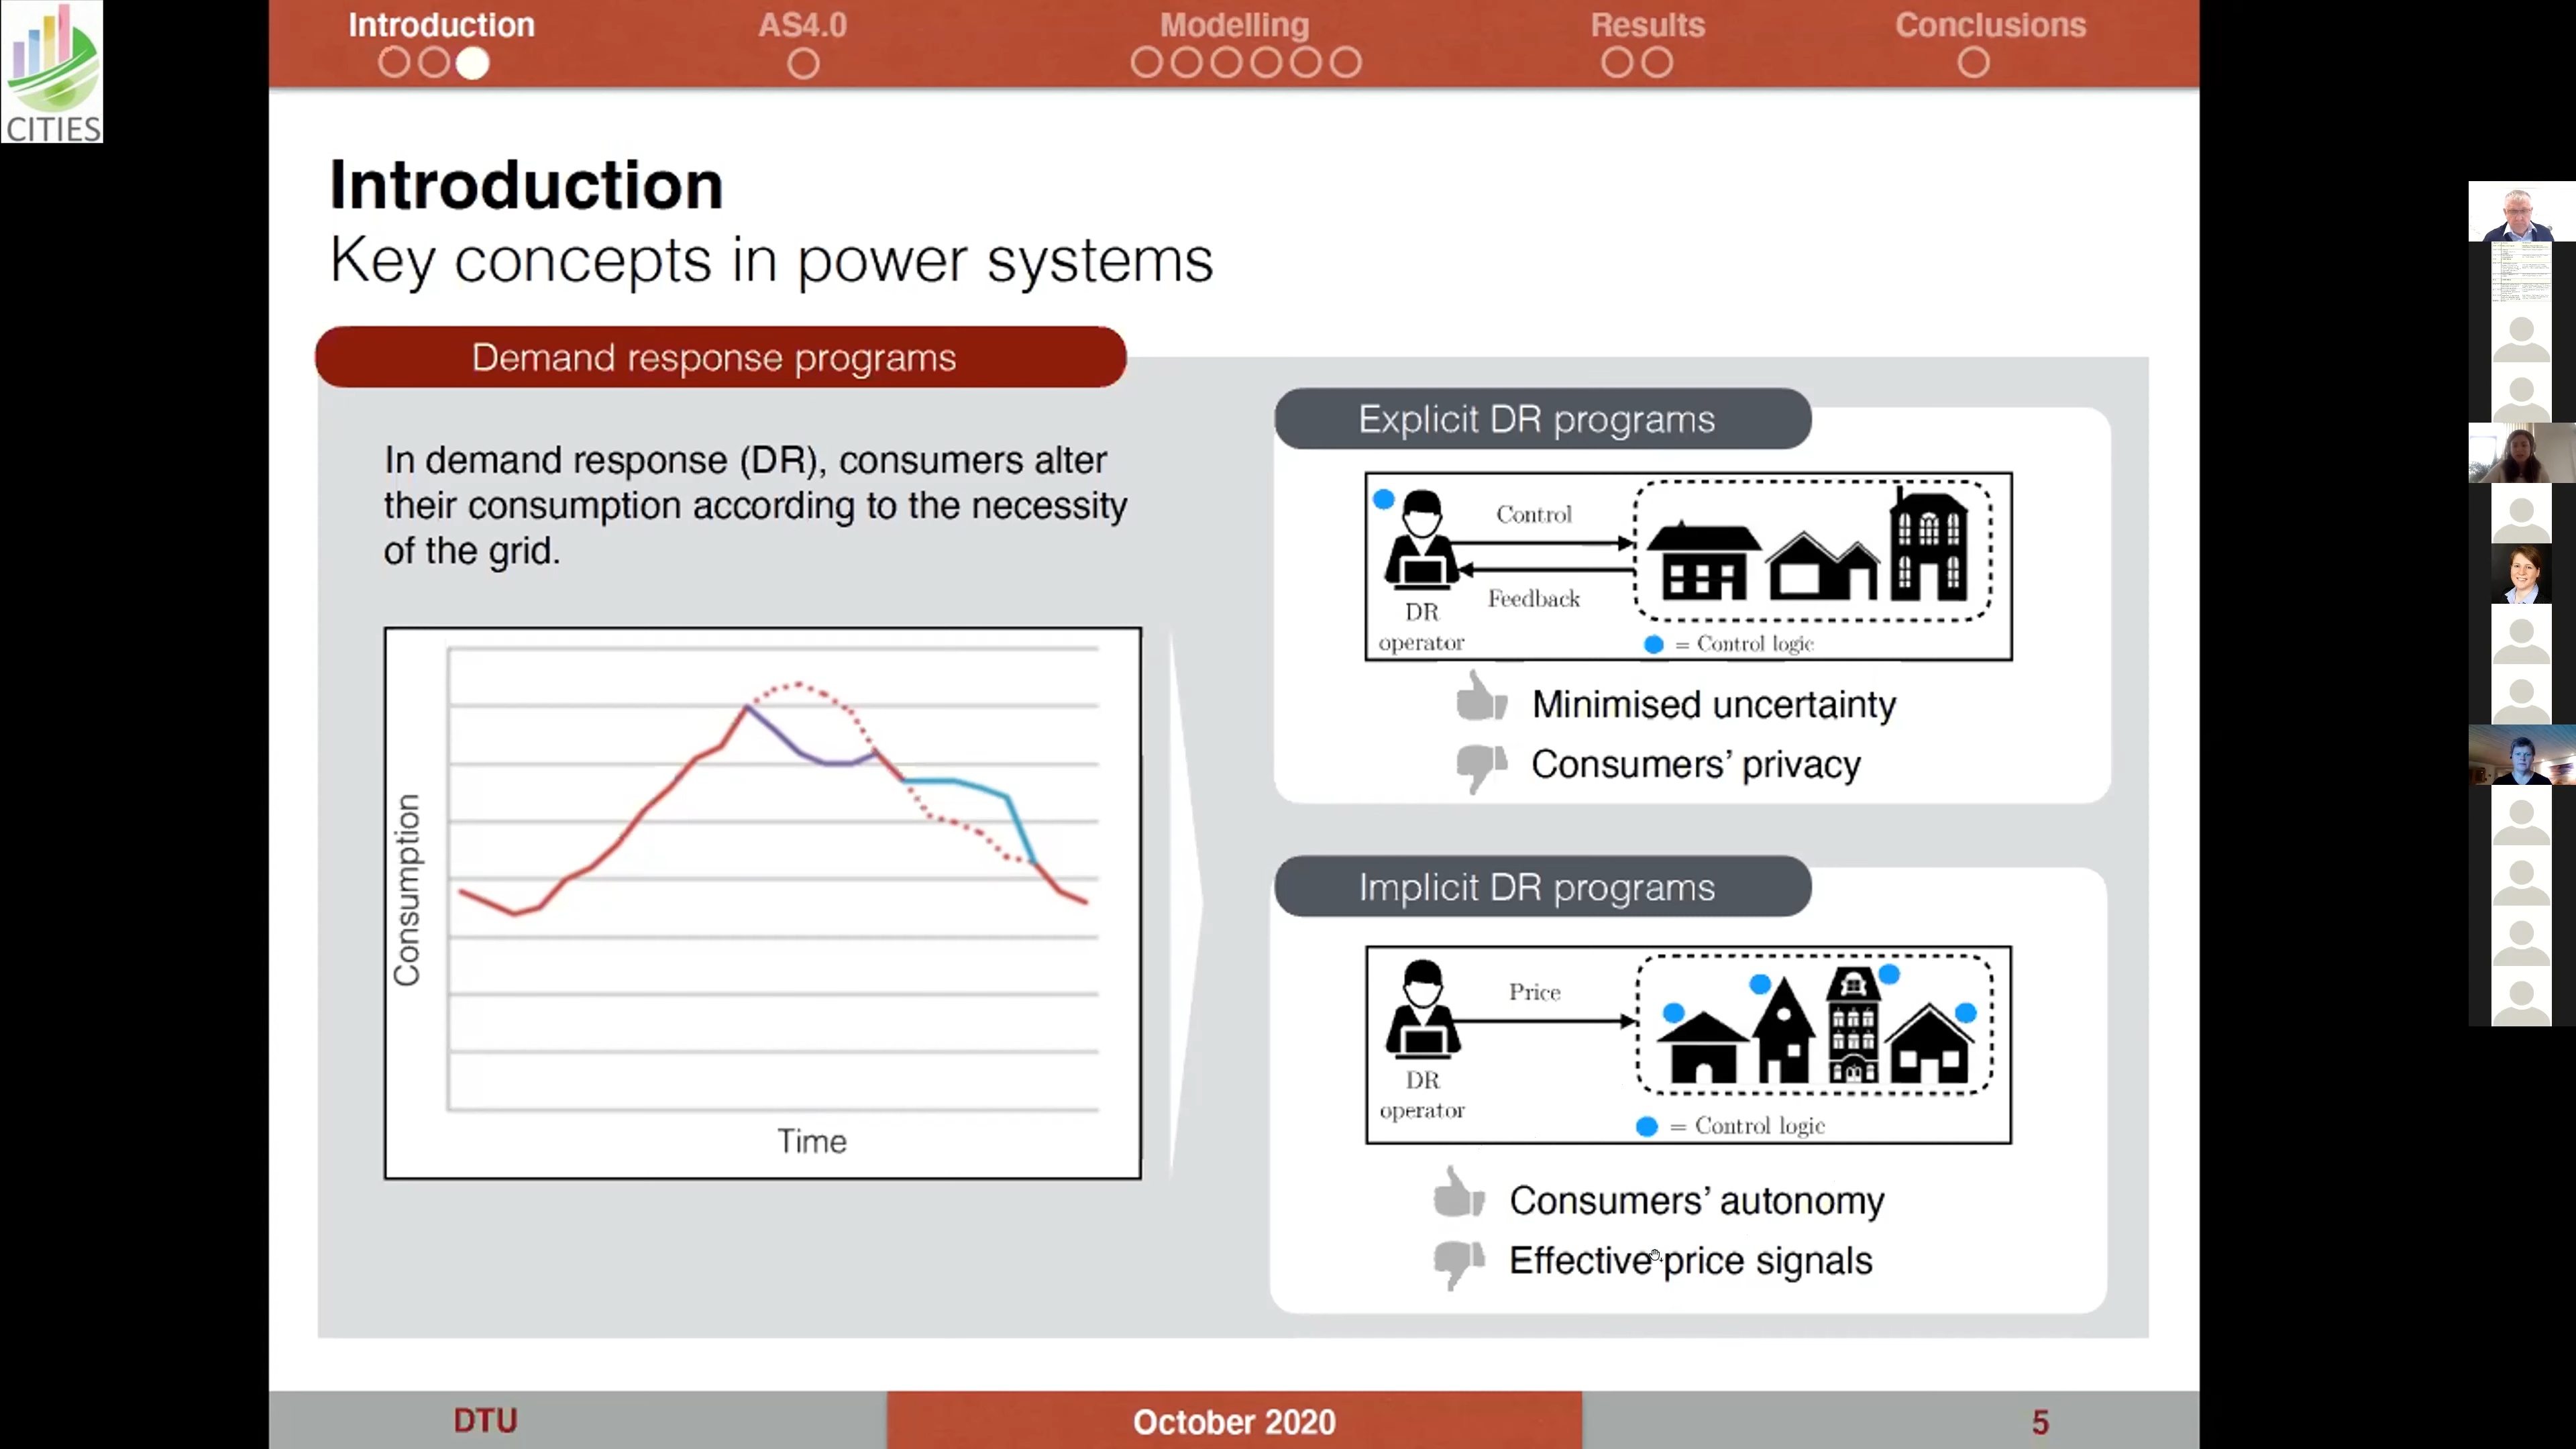 CITIES
Introduction
AS4.0
Modelling
Results
Conclusions
Introduction
Key concepts in power systems
Demand response programs
In demand response (DR), consumers alter
their consumption according to the necessity
of the grid.
Consumption
Time
Explicit DR programs
Control
Feedback
DR
operator
= Control logic
Minimised uncertainty
Consumers’ privacy
Implicit DR programs
Price
DR
operator
= Control logic
Consumers’ autonomy
Effective price signals
DTU
October 2020
5